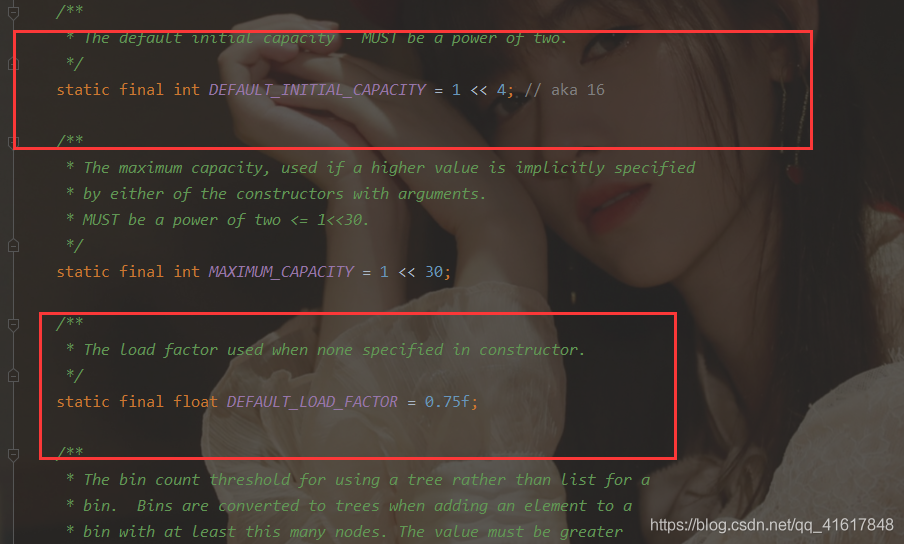 /**
* The default initial capacity - MUST be a power of two.
*/
static final int DEFAULT_INITIAL_CAPACITY = 1 << 4; // aka 16
/**
* The maximum capacity, used if a higher value is implicitly specified
* by either of the constructors with arguments.
* MUST be a power of two <= 1<<30.
*/
static final int MAXIMUM_CAPACITY = 1 << 30;
/**
* The load factor used when none specified in constructor.
*/
static final float DEFAULT_LOAD_FACTOR = 0.75f;
/**
* The bin count threshold for using a tree rather than list for a
* bin.  Bins are converted to trees when adding an element to a
* bin with at least this many nodes. The value must be greater
https://blog.csdn.net/qq_41617848